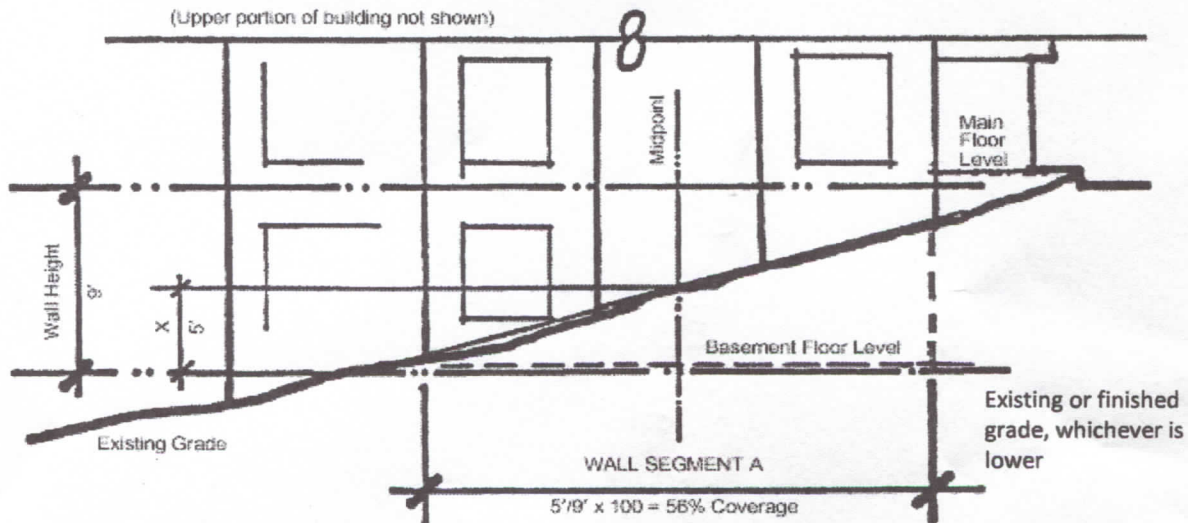 (Upper portion of building not shown)
Midpoint
Main
Floor
Level
Wall Height
9'
X
5'
Basement Floor Level
Existing Grade
Existing or finished
grade, whichever is
lower
WALL SEGMENT A
5'/9' x 100 = 56% Coverage